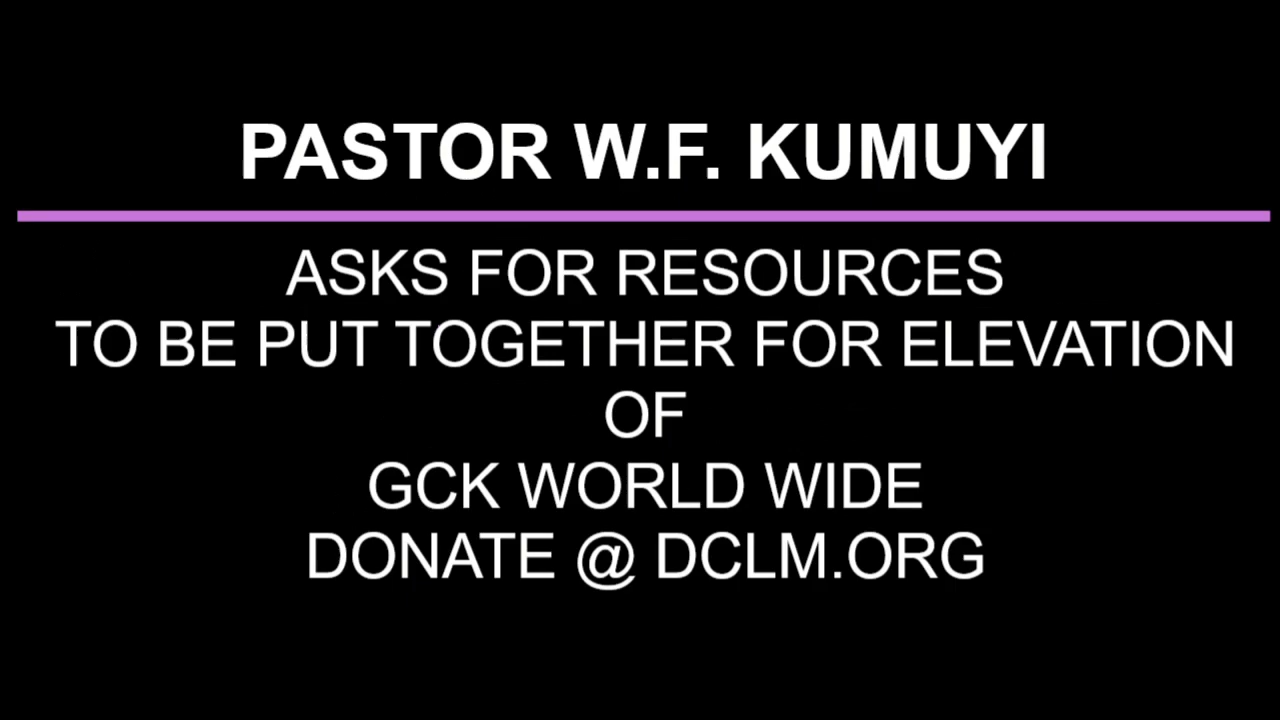 PASTOR W.F. KUMUYI
ASKS FOR RESOURCES
TO BE PUT TOGETHER FOR ELEVATION
OF
GCK WORLD WIDE
DONATE @ DCLM.ORG